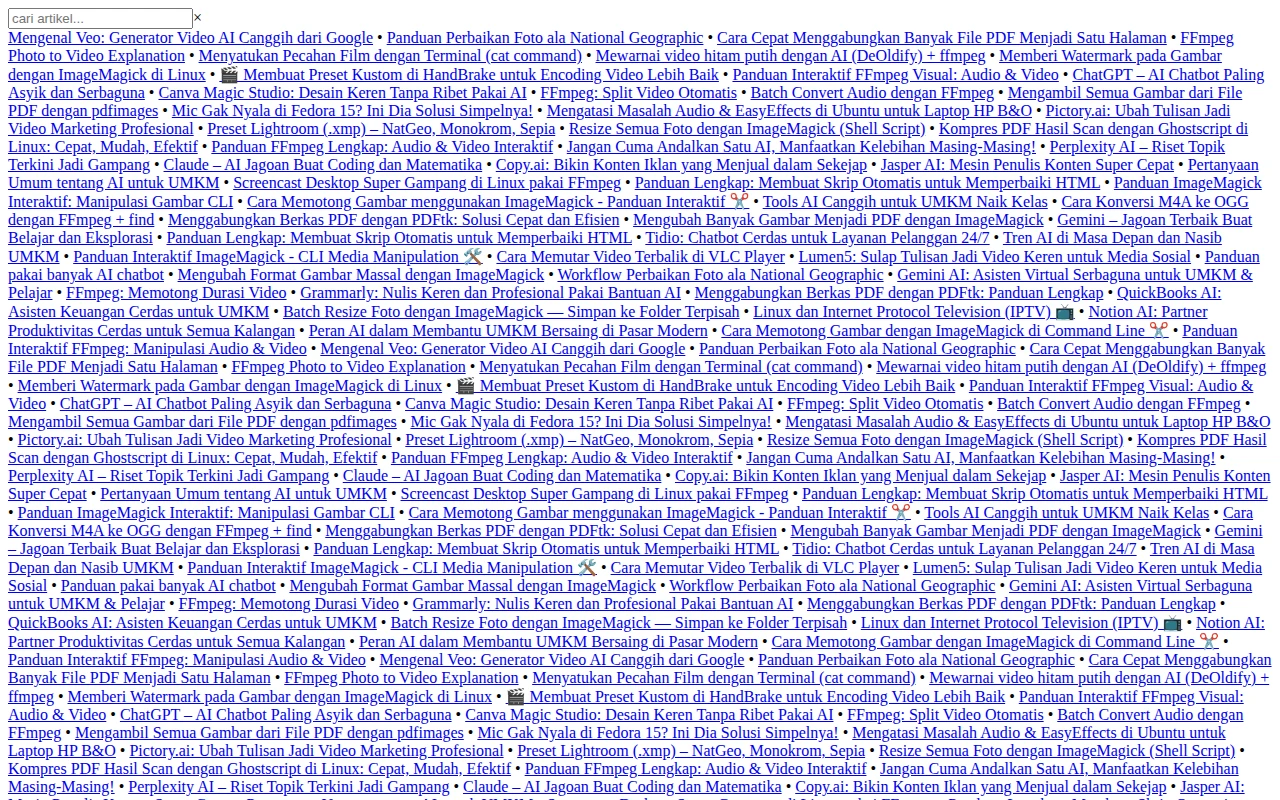 cari artikel... ×
Mengenal Veo: Generator Video AI Canggih dari Google • Panduan Perbaikan Foto ala National Geographic • Cara Cepat Menggabungkan Banyak File PDF Menjadi Satu Halaman • FFmpeg
Photo to Video Explanation • Menyatukan Pecahan Film dengan Terminal (cat command) • Mewarnai video hitam putih dengan AI (DeOldify) + ffmpeg • Memberi Watermark pada Gambar
dengan ImageMagick di Linux • 🎬 Membuat Preset Kustom di HandBrake untuk Encoding Video Lebih Baik • Panduan Interaktif FFmpeg Visual: Audio & Video • ChatGPT – AI Chatbot Paling
Asyik dan Serbaguna • Canva Magic Studio: Desain Keren Tanpa Ribet Pakai AI • FFmpeg: Split Video Otomatis • Batch Convert Audio dengan FFmpeg • Mengambil Semua Gambar dari File
PDF dengan pdfimages • Mic Gak Nyala di Fedora 15? Ini Dia Solusi Simpelnya! • Mengatasi Masalah Audio & EasyEffects di Ubuntu untuk Laptop HP B&O • Pictory.ai: Ubah Tulisan Jadi
Video Marketing Profesional • Preset Lightroom (.xmp) – NatGeo, Monokrom, Sepia • Resize Semua Foto dengan ImageMagick (Shell Script) • Kompres PDF Hasil Scan dengan Ghostscript di
Linux: Cepat, Mudah, Efektif • Panduan FFmpeg Lengkap: Audio & Video Interaktif • Jangan Cuma Andalkan Satu AI, Manfaatkan Kelebihan Masing-Masing! • Perplexity AI – Riset Topik
Terkini Jadi Gampang • Claude – AI Jagoan Buat Coding dan Matematika • Copy.ai: Bikin Konten Iklan yang Menjual dalam Sekejap • Jasper AI: Mesin Penulis Konten Super Cepat • Pertanyaan
Umum tentang AI untuk UMKM • Screencast Desktop Super Gampang di Linux pakai FFmpeg • Panduan Lengkap: Membuat Skrip Otomatis untuk Memperbaiki HTML • Panduan ImageMagick
Interaktif: Manipulasi Gambar CLI • Cara Memotong Gambar menggunakan ImageMagick - Panduan Interaktif ✂️ • Tools AI Canggih untuk UMKM Naik Kelas • Cara Konversi M4A ke OGG
dengan FFmpeg + find • Menggabungkan Berkas PDF dengan PDFtk: Solusi Cepat dan Efisien • Mengubah Banyak Gambar Menjadi PDF dengan ImageMagick • Gemini – Jagoan Terbaik Buat
Belajar dan Eksplorasi • Panduan Lengkap: Membuat Skrip Otomatis untuk Memperbaiki HTML • Tidio: Chatbot Cerdas untuk Layanan Pelanggan 24/7 • Tren AI di Masa Depan dan Nasib
UMKM • Panduan Interaktif ImageMagick - CLI Media Manipulation 🛠️ • Cara Memutar Video Terbalik di VLC Player • Lumen5: Sulap Tulisan Jadi Video Keren untuk Media Sosial • Panduan
pakai banyak AI chatbot • Mengubah Format Gambar Massal dengan ImageMagick • Workflow Perbaikan Foto ala National Geographic • Gemini AI: Asisten Virtual Serbaguna untuk UMKM &
Pelajar • FFmpeg: Memotong Durasi Video • Grammarly: Nulis Keren dan Profesional Pakai Bantuan AI • Menggabungkan Berkas PDF dengan PDFtk: Panduan Lengkap • QuickBooks AI:
Asisten Keuangan Cerdas untuk UMKM • Batch Resize Foto dengan ImageMagick — Simpan ke Folder Terpisah • Linux dan Internet Protocol Television (IPTV) 📺 • Notion AI: Partner
Produktivitas Cerdas untuk Semua Kalangan • Peran AI dalam Membantu UMKM Bersaing di Pasar Modern • Cara Memotong Gambar dengan ImageMagick di Command Line ✂️ • Panduan
Interaktif FFmpeg: Manipulasi Audio & Video • Mengenal Veo: Generator Video AI Canggih dari Google • Panduan Perbaikan Foto ala National Geographic • Cara Cepat Menggabungkan Banyak
File PDF Menjadi Satu Halaman • FFmpeg Photo to Video Explanation • Menyatukan Pecahan Film dengan Terminal (cat command) • Mewarnai video hitam putih dengan AI (DeOldify) + ffmpeg
• Memberi Watermark pada Gambar dengan ImageMagick di Linux • 🎬 Membuat Preset Kustom di HandBrake untuk Encoding Video Lebih Baik • Panduan Interaktif FFmpeg Visual: Audio &
Video • ChatGPT – AI Chatbot Paling Asyik dan Serbaguna • Canva Magic Studio: Desain Keren Tanpa Ribet Pakai AI • FFmpeg: Split Video Otomatis • Batch Convert Audio dengan FFmpeg •
Mengambil Semua Gambar dari File PDF dengan pdfimages • Mic Gak Nyala di Fedora 15? Ini Dia Solusi Simpelnya! • Mengatasi Masalah Audio & EasyEffects di Ubuntu untuk Laptop HP B&O
• Pictory.ai: Ubah Tulisan Jadi Video Marketing Profesional • Preset Lightroom (.xmp) – NatGeo, Monokrom, Sepia • Resize Semua Foto dengan ImageMagick (Shell Script) • Kompres PDF Hasil
Scan dengan Ghostscript di Linux: Cepat, Mudah, Efektif • Panduan FFmpeg Lengkap: Audio & Video Interaktif • Jangan Cuma Andalkan Satu AI, Manfaatkan Kelebihan Masing-Masing! •
Perplexity AI – Riset Topik Terkini Jadi Gampang • Claude – AI Jagoan Buat Coding dan Matematika • Copy.ai: Bikin Konten Iklan yang Menjual dalam Sekejap • Jasper AI: Mesin Penulis Konten
Super Cepat • Pertanyaan Umum tentang AI untuk UMKM • Screencast Desktop Super Gampang di Linux pakai FFmpeg • Panduan Lengkap: Membuat Skrip Otomatis untuk Memperbaiki HTML
• Panduan ImageMagick Interaktif: Manipulasi Gambar CLI • Cara Memotong Gambar menggunakan ImageMagick - Panduan Interaktif ✂️ • Tools AI Canggih untuk UMKM Naik Kelas • Cara
Konversi M4A ke OGG dengan FFmpeg + find • Menggabungkan Berkas PDF dengan PDFtk: Solusi Cepat dan Efisien • Mengubah Banyak Gambar Menjadi PDF dengan ImageMagick • Gemini
– Jagoan Terbaik Buat Belajar dan Eksplorasi • Panduan Lengkap: Membuat Skrip Otomatis untuk Memperbaiki HTML • Tidio: Chatbot Cerdas untuk Layanan Pelanggan 24/7 • Tren AI di Masa
Depan dan Nasib UMKM • Panduan Interaktif ImageMagick - CLI Media Manipulation 🛠️ • Cara Memutar Video Terbalik di VLC Player • Lumen5: Sulap Tulisan Jadi Video Keren untuk Media
Sosial • Panduan pakai banyak AI chatbot • Mengubah Format Gambar Massal dengan ImageMagick • Workflow Perbaikan Foto ala National Geographic • Gemini AI: Asisten Virtual Serbaguna
untuk UMKM & Pelajar • FFmpeg: Memotong Durasi Video • Grammarly: Nulis Keren dan Profesional Pakai Bantuan AI • Menggabungkan Berkas PDF dengan PDFtk: Panduan Lengkap •
QuickBooks AI: Asisten Keuangan Cerdas untuk UMKM • Batch Resize Foto dengan ImageMagick — Simpan ke Folder Terpisah • Linux dan Internet Protocol Television (IPTV) 📺 • Notion AI:
Partner Produktivitas Cerdas untuk Semua Kalangan • Peran AI dalam Membantu UMKM Bersaing di Pasar Modern • Cara Memotong Gambar dengan ImageMagick di Command Line ✂️ •
Panduan Interaktif FFmpeg: Manipulasi Audio & Video • Mengenal Veo: Generator Video AI Canggih dari Google • Panduan Perbaikan Foto ala National Geographic • Cara Cepat Menggabungkan
Banyak File PDF Menjadi Satu Halaman • FFmpeg Photo to Video Explanation • Menyatukan Pecahan Film dengan Terminal (cat command) • Mewarnai video hitam putih dengan AI (DeOldify) +
ffmpeg • Memberi Watermark pada Gambar dengan ImageMagick di Linux • 🎬 Membuat Preset Kustom di HandBrake untuk Encoding Video Lebih Baik • Panduan Interaktif FFmpeg Visual:
Audio & Video • ChatGPT – AI Chatbot Paling Asyik dan Serbaguna • Canva Magic Studio: Desain Keren Tanpa Ribet Pakai AI • FFmpeg: Split Video Otomatis • Batch Convert Audio dengan
FFmpeg • Mengambil Semua Gambar dari File PDF dengan pdfimages • Mic Gak Nyala di Fedora 15? Ini Dia Solusi Simpelnya! • Mengatasi Masalah Audio & EasyEffects di Ubuntu untuk
Laptop HP B&O • Pictory.ai: Ubah Tulisan Jadi Video Marketing Profesional • Preset Lightroom (.xmp) – NatGeo, Monokrom, Sepia • Resize Semua Foto dengan ImageMagick (Shell Script) •
Kompres PDF Hasil Scan dengan Ghostscript di Linux: Cepat, Mudah, Efektif • Panduan FFmpeg Lengkap: Audio & Video Interaktif • Jangan Cuma Andalkan Satu AI, Manfaatkan Kelebihan
Masing-Masing! • Perplexity AI – Riset Topik Terkini Jadi Gampang • Claude – AI Jagoan Buat Coding dan Matematika • Copy.ai: Bikin Konten Iklan yang Menjual dalam Sekejap • Jasper AI: